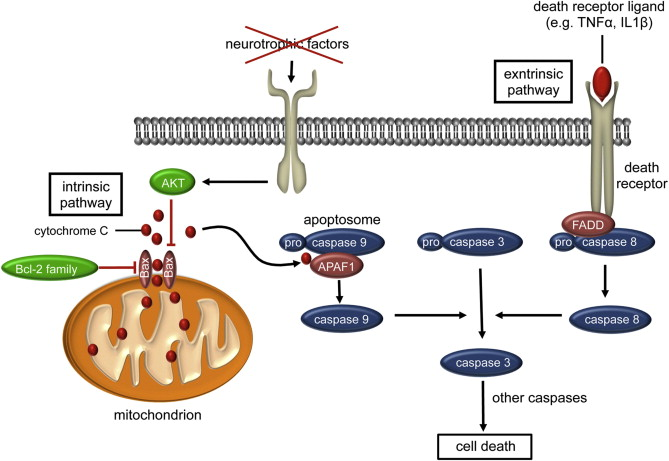 death receptor ligand
(e.g. TNFα, IL1β)
neurotrophic factors
exntrinsic
pathway
death
receptor
intrinsic
pathway
AKT
cytochrome C
apoptosome
FADD
pro
caspase 9
pro
caspase 3
pro
caspase 8
Bcl-2 family
Bax
Bax
APAF1
caspase 9
caspase 8
caspase 3
mitochondrion
other caspases
cell death